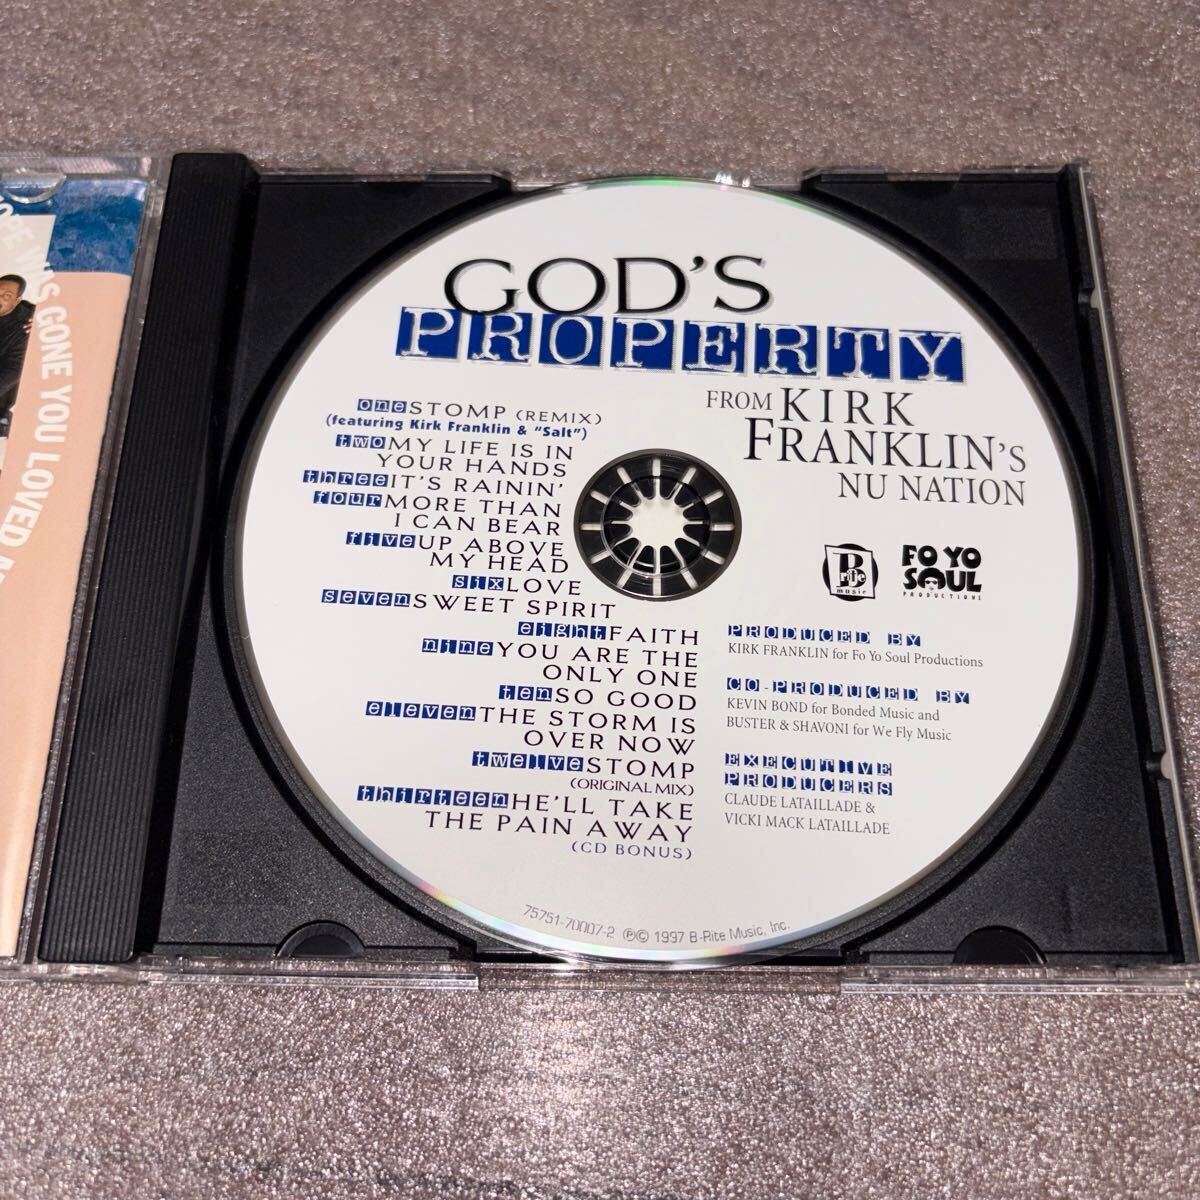 HOPE WAS GONE YOU LOVED
GOD'S
PROPERTY
FROM KIRK
FRANKLIN'S
NU NATION
one STOMP (REMIX)
(featuring Kirk Franklin & "Salt")
two MY LIFE IS IN
YOUR HANDS
three IT'S RAININ'
four MORE THAN
I CAN BEAR
five UP ABOVE
MY HEAD
six LOVE
seven SWEET SPIRIT
eight FAITH
nine YOU ARE THE
ONLY ONE
ten SO GOOD
eleven THE STORM IS
OVER NOW
twelve STOMP
(ORIGINAL MIX)
thirteen HE'LL TAKE
THE PAIN AWAY
(CD BONUS)
B
rite
music
FO YO
SOUL
PRODUCTIONS
PRODUCED BY
KIRK FRANKLIN for Fo Yo Soul Productions
CO-PRODUCED BY
KEVIN BOND for Bonded Music and
BUSTER & SHAVONI for We Fly Music
EXECUTIVE
PRODUCERS
CLAUDE LATAILLADE &
VICKI MACK LATAILLADE
75751-70007-2 ℗© 1997 B-Rite Music, Inc.